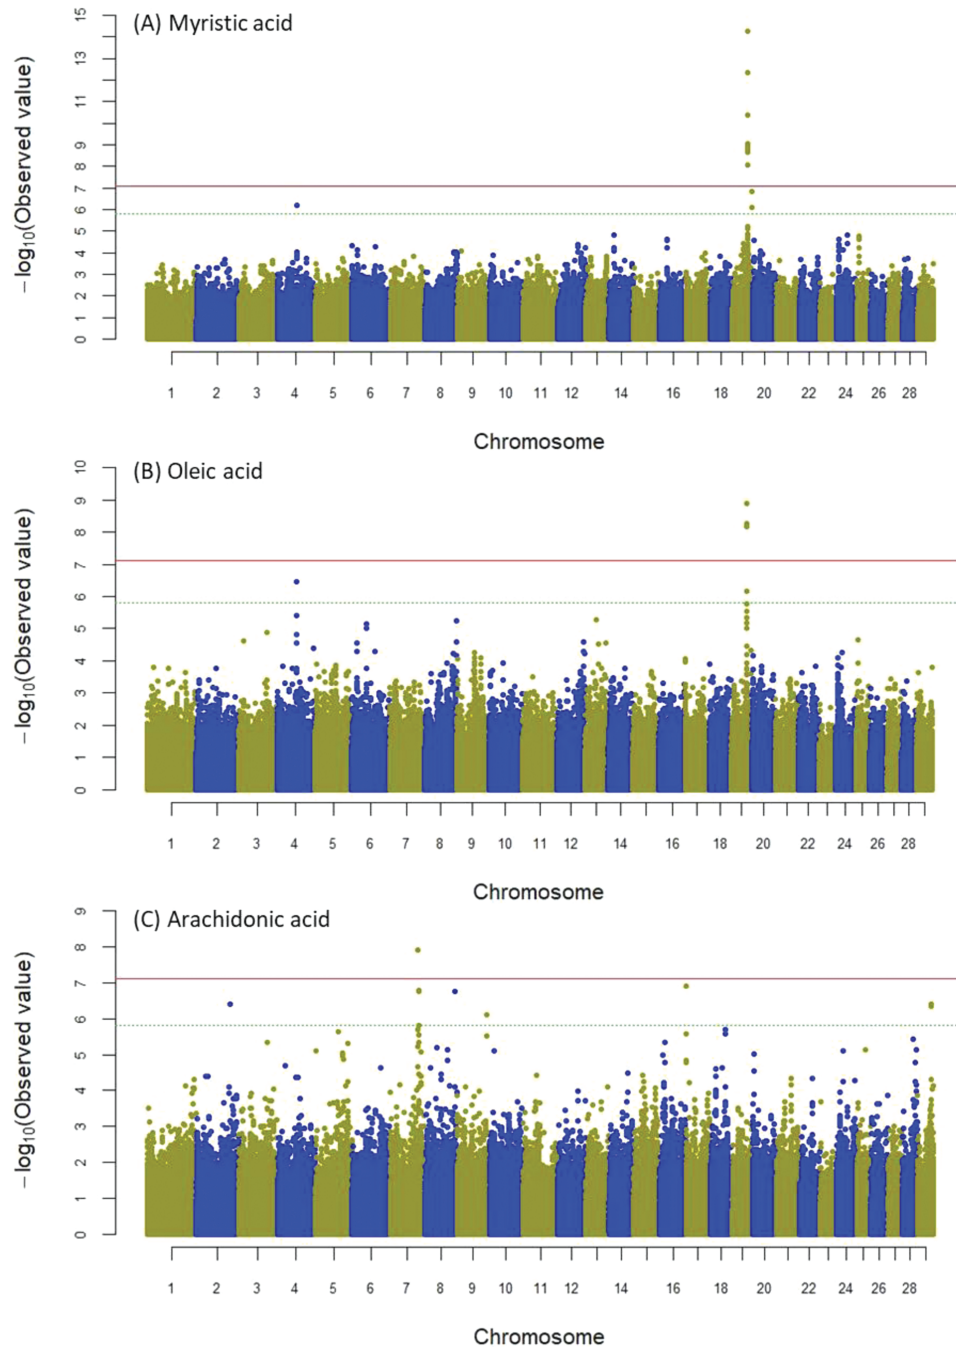 (A) Myristic acid
−log10(Observed value)
15
13
11
9
8
7
6
5
4
3
2
1
0
1 2 3 4 5 6 7 8 9 10 11 12 14 16 18 20 22 24 26 28
Chromosome
(B) Oleic acid
−log10(Observed value)
10
9
8
7
6
5
4
3
2
1
0
1 2 3 4 5 6 7 8 9 10 11 12 14 16 18 20 22 24 26 28
Chromosome
(C) Arachidonic acid
−log10(Observed value)
9
8
7
6
5
4
3
2
1
0
1 2 3 4 5 6 7 8 9 10 11 12 14 16 18 20 22 24 26 28
Chromosome